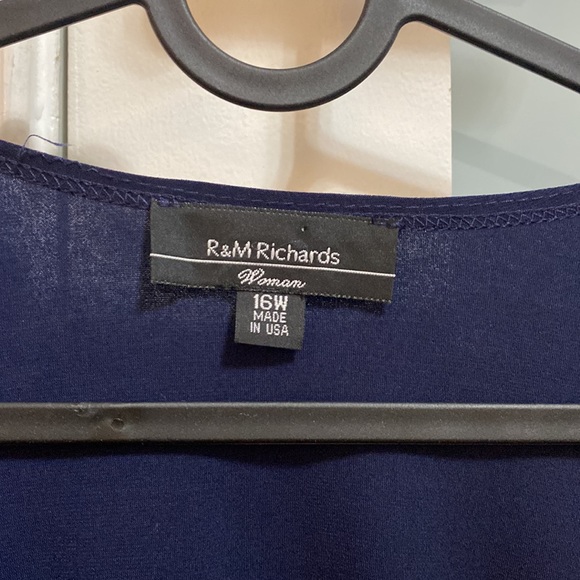 R&M Richards
Woman
16W
MADE
IN USA